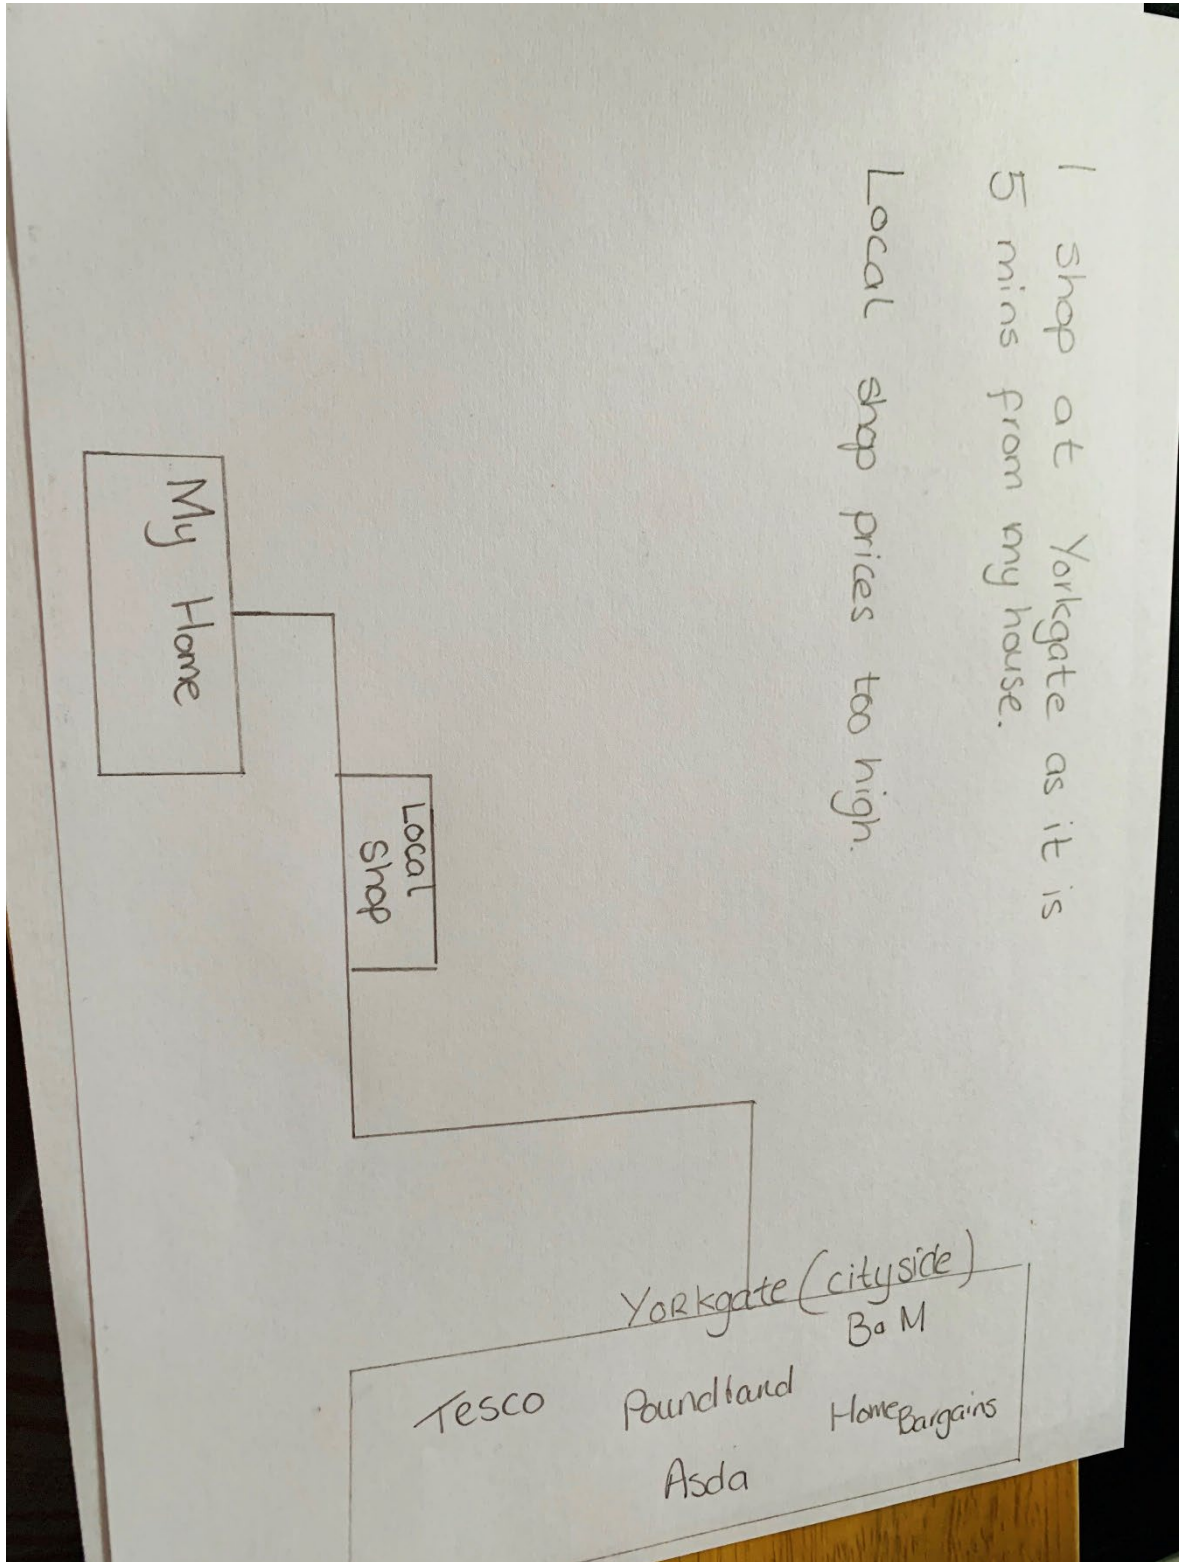 I shop at Yorkgate as it is
5 mins from my house.
Local shop prices too high.
My Home
Local
Shop
Yorkgate (cityside)
BaM
Tesco Poundland Home Bargains
Asda